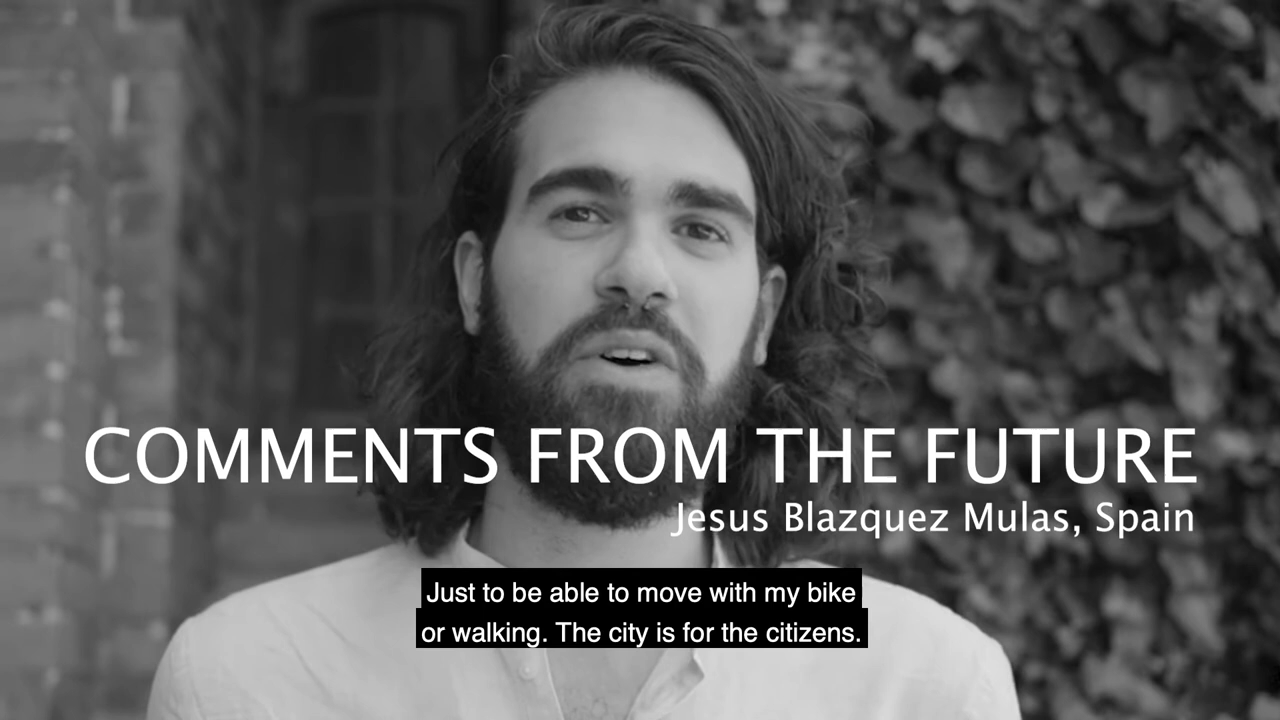 COMMENTS FROM THE FUTURE
Jesus Blazquez Mulas, Spain
Just to be able to move with my bike
or walking. The city is for the citizens.